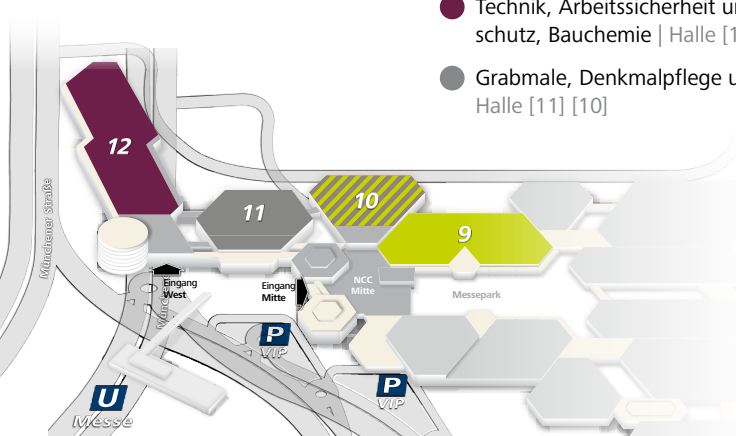 Technik, Arbeitssicherheit
schutz, Bauchemie | Halle
Grabmale, Denkmalpflege
Halle [11] [10]
12
11
10
9
Münchener Straße
Eingang
West
Eingang
Mitte
NCC
Mitte
Messepark
P
VIP
P
VIP
U
Messe